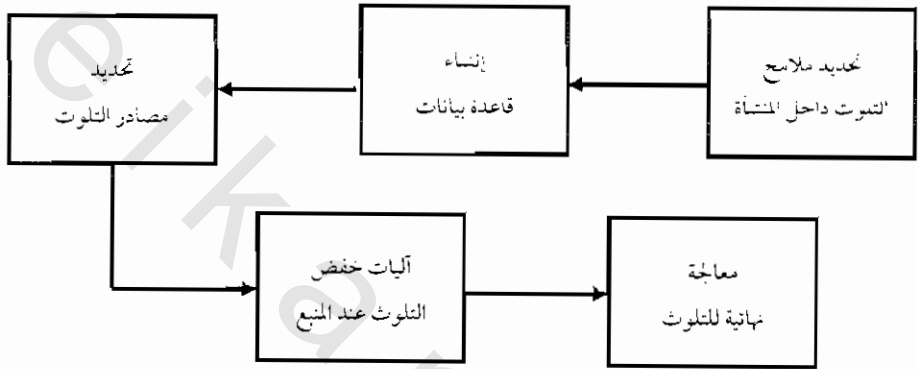 تحديد ملامح
التلوث داخل المنشأة
إنشاء
قاعدة بيانات
تحديد
مصادر التلوث
آليات خفض
التلوث عند المنبع
معالجة
نهائية للتلوث